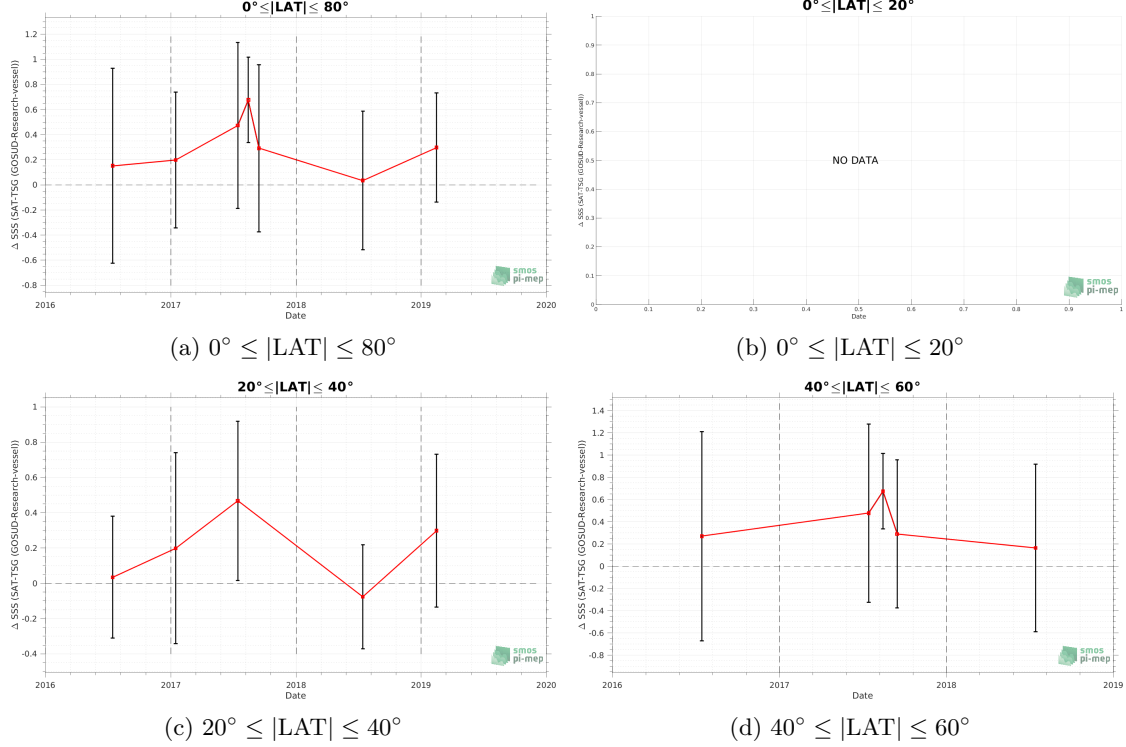 0°≤|LAT|≤ 80°
Δ SSS (SAT-TSG (GOSUD-Research-vessel))
1.2
1
0.8
0.6
0.4
0.2
0
-0.2
-0.4
-0.6
-0.8
2016 2017 2018 2019 2020
Date
smos
pi-mep
(a) 0° ≤ |LAT| ≤ 80°
0°≤|LAT|≤ 20°
Δ SSS (SAT-TSG (GOSUD-Research-vessel))
1
0.9
0.8
0.7
0.6
0.5
0.4
0.3
0.2
0.1
0
NO DATA
0 0.1 0.2 0.3 0.4 0.5 0.6 0.7 0.8 0.9 1
Date
smos
pi-mep
(b) 0° ≤ |LAT| ≤ 20°
20°≤|LAT|≤ 40°
Δ SSS (SAT-TSG (GOSUD-Research-vessel))
1
0.8
0.6
0.4
0.2
0
-0.2
-0.4
2016 2017 2018 2019 2020
Date
smos
pi-mep
(c) 20° ≤ |LAT| ≤ 40°
40°≤|LAT|≤ 60°
Δ SSS (SAT-TSG (GOSUD-Research-vessel))
1.4
1.2
1
0.8
0.6
0.4
0.2
0
-0.2
-0.4
-0.6
-0.8
2016 2017 2018 2019
Date
smos
pi-mep
(d) 40° ≤ |LAT| ≤ 60°